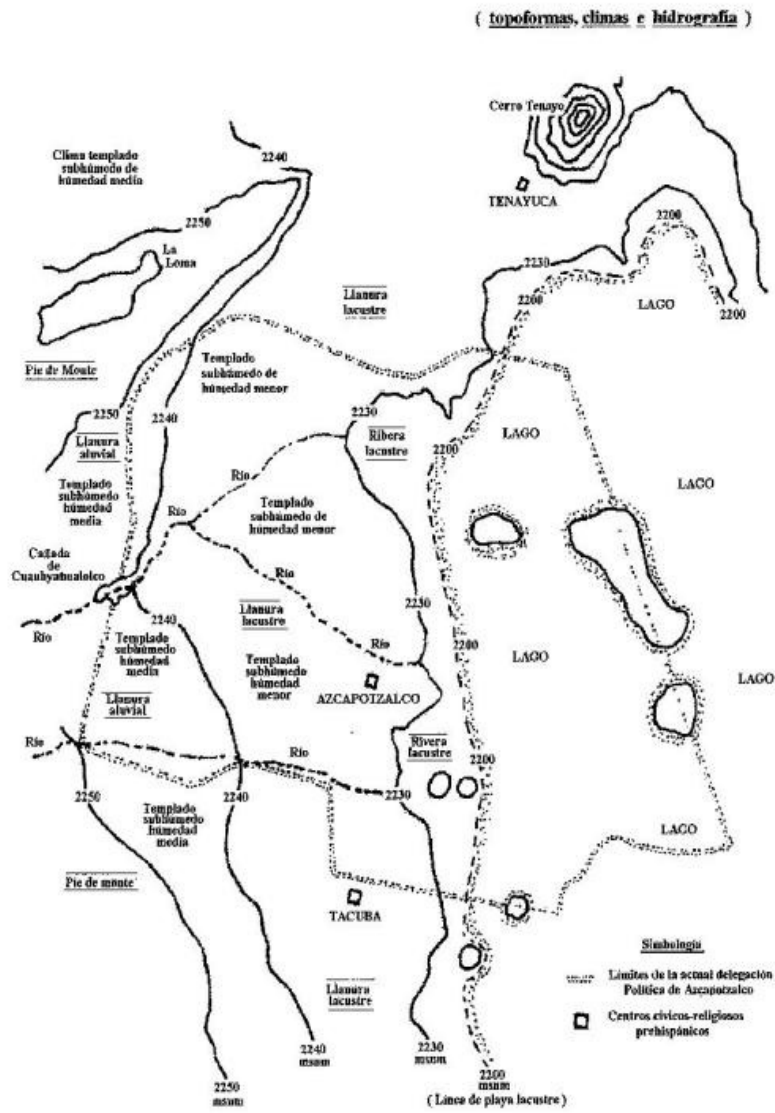 ( topoformas, climas e hidrografía )
Cerro Tenayo
2240
Clima templado
subhúmedo de
húmedad media
TENAYUCA
2250
2200
La
Loma
2230
LAGO
2200
2200
Llanura
lacustre
Pie de Monte
Templado
subhúmedo de
húmedad menor
2250
2240
2230
LAGO
Ribera
lacustre
2200
Llanura
aluvial
LAGO
Templado
subhúmedo
húmedad
media
Río
Río
Templado
subhúmedo de
húmedad menor
Cañada
de
Río
2230
Río
2240
Llanura
lacustre
Templado
subhúmedo
húmedad
media
Río
2200
LAGO
Templado
subhúmedo
húmedad
menor
LAGO
AZCAPOTZALCO
Llanura
aluvial
Río
Río
Rivera
lacustre
2200
2250
2240
2230
Templado
subhúmedo
húmedad
media
LAGO
Pie de monte
TACUBA
Simbología
Límites de la actual delegación
Política de Azcapotzalco
Llanura
lacustre
Centros cívicos-religiosos
prehispánicos
2240
msnm
2230
msnm
2250
msnm
2200
msnm
( Línea de playa lacustre )